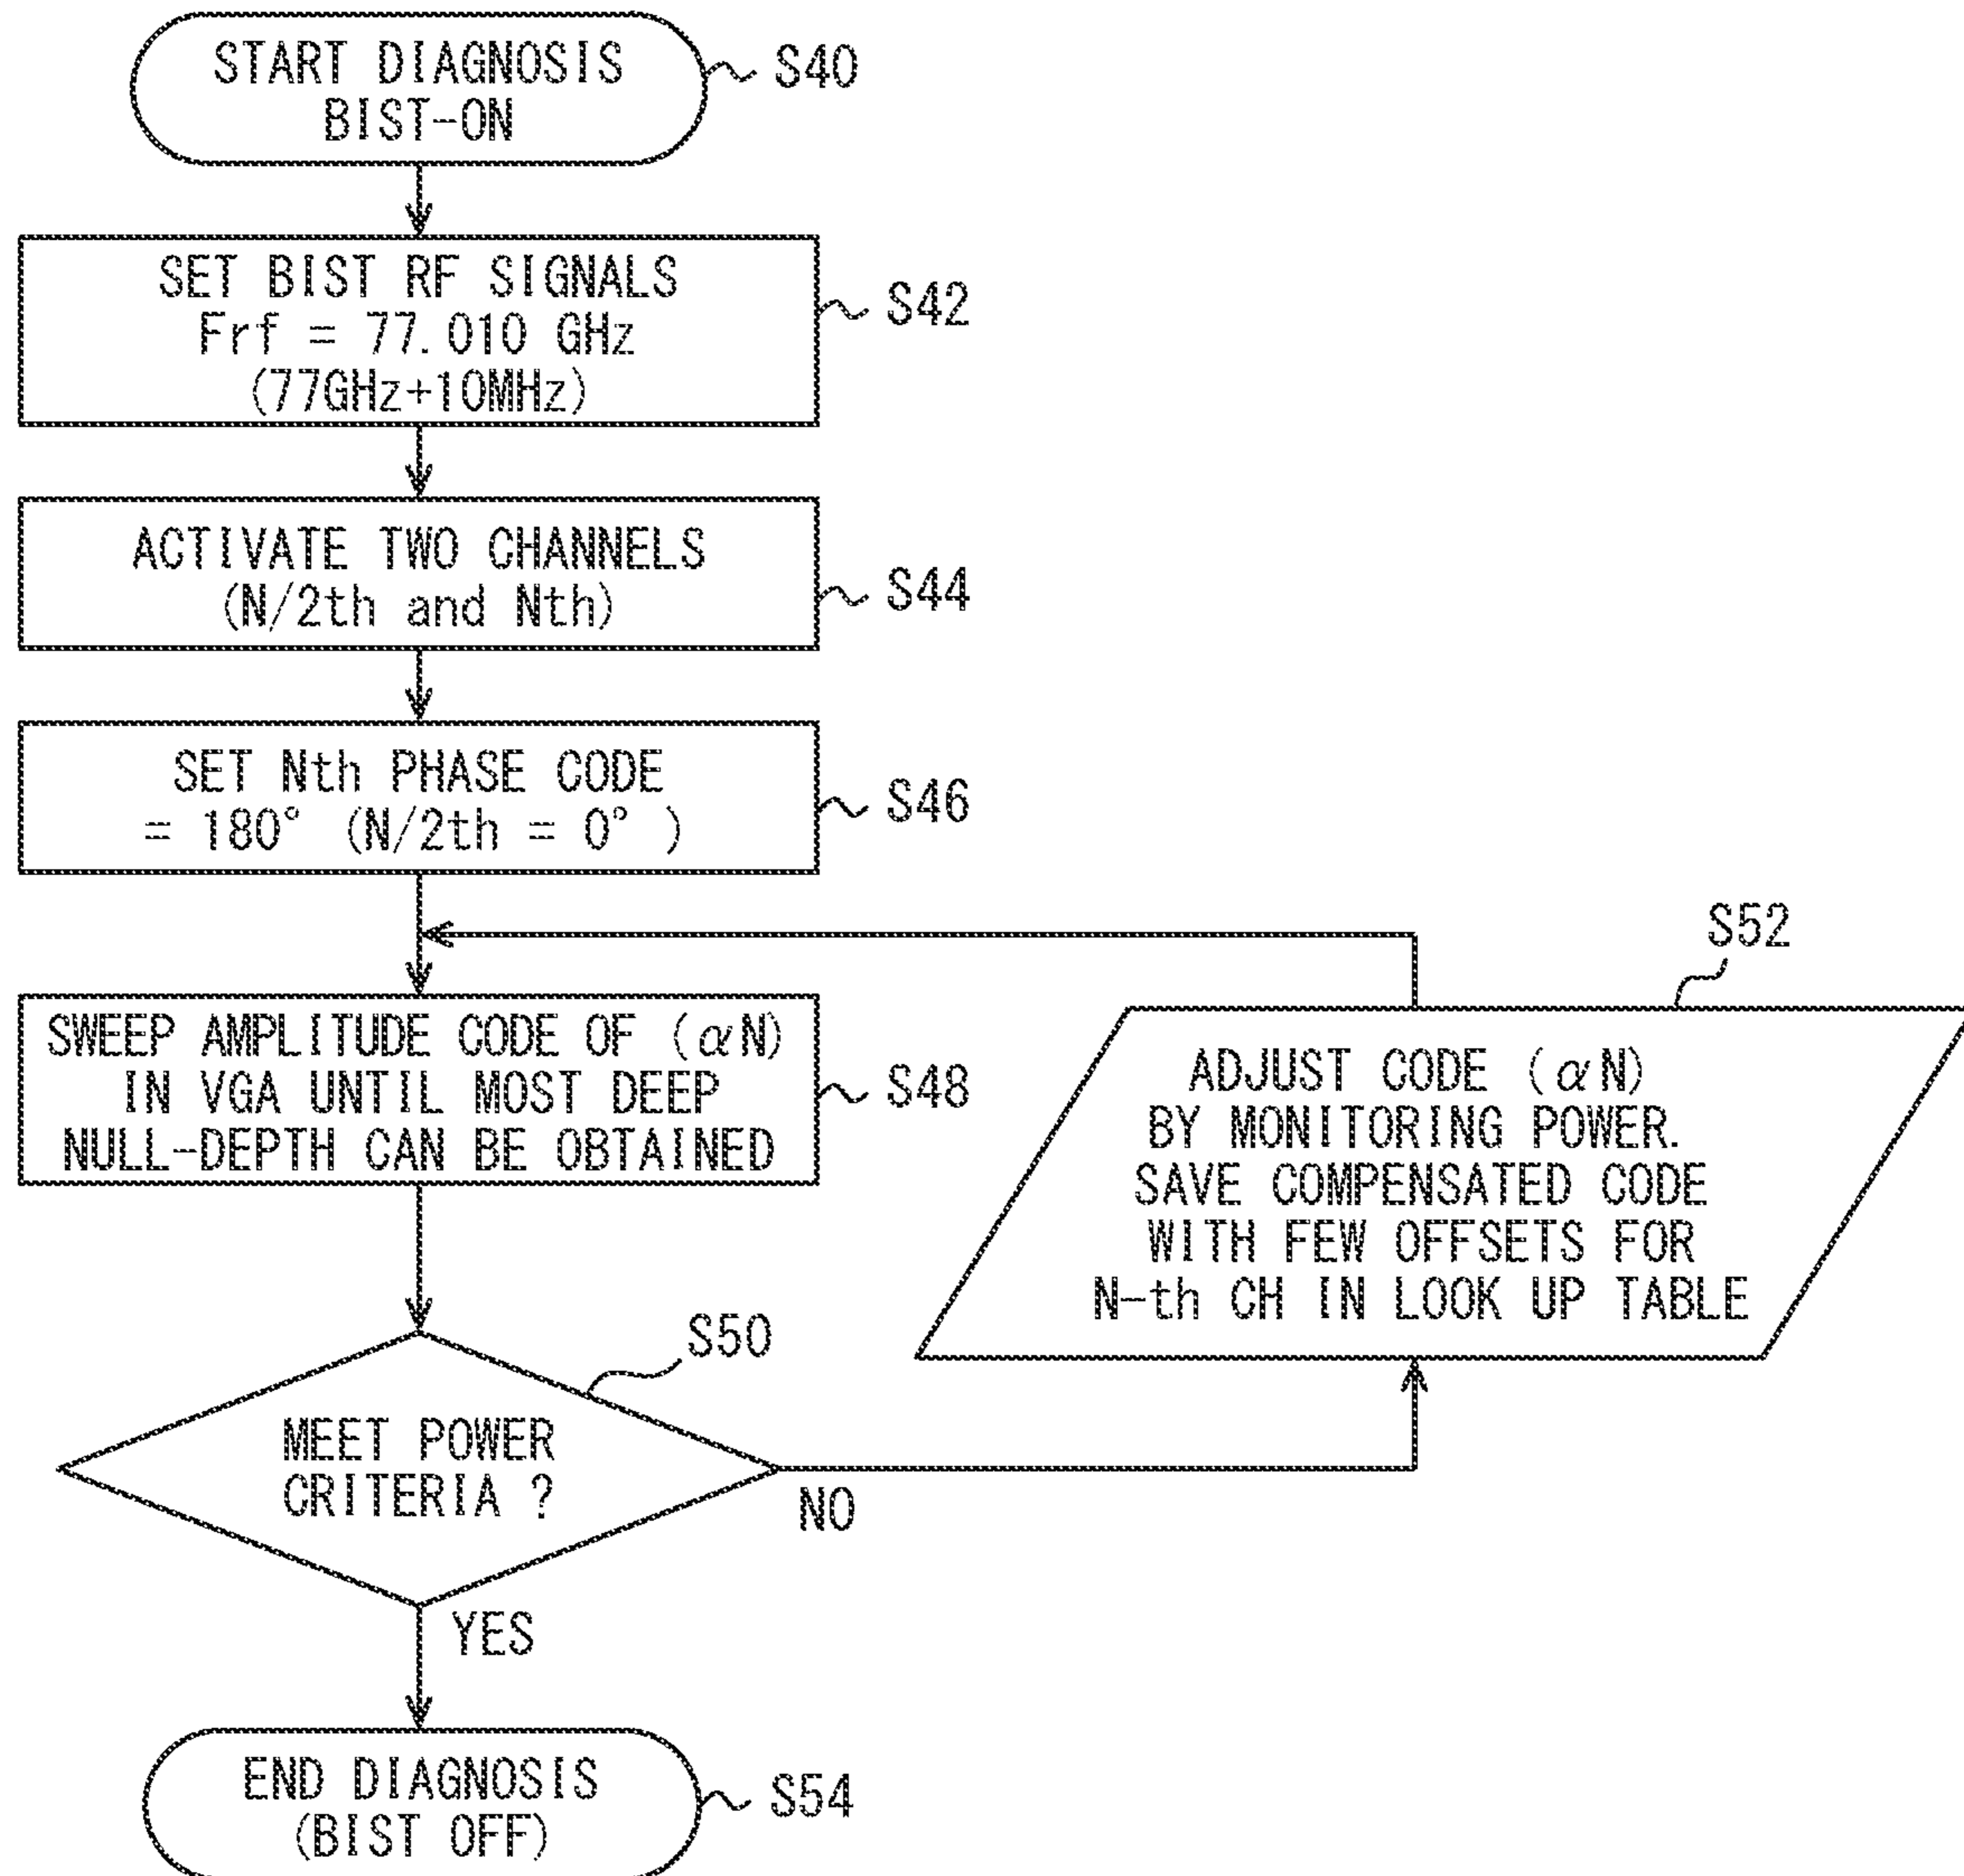 START DIAGNOSIS
BIST-ON
S40
SET BIST RF SIGNALS
Frf = 77.010 GHz
(77GHz+10MHz)
S42
ACTIVATE TWO CHANNELS
(N/2th and Nth)
S44
SET Nth PHASE CODE
= 180° (N/2th = 0° )
S46
SWEEP AMPLITUDE CODE OF (αN)
IN VGA UNTIL MOST DEEP
NULL-DEPTH CAN BE OBTAINED
S48
S52
ADJUST CODE (αN)
BY MONITORING POWER.
SAVE COMPENSATED CODE
WITH FEW OFFSETS FOR
N-th CH IN LOOK UP TABLE
S50
MEET POWER
CRITERIA ?
NO
YES
END DIAGNOSIS
(BIST OFF)
S54